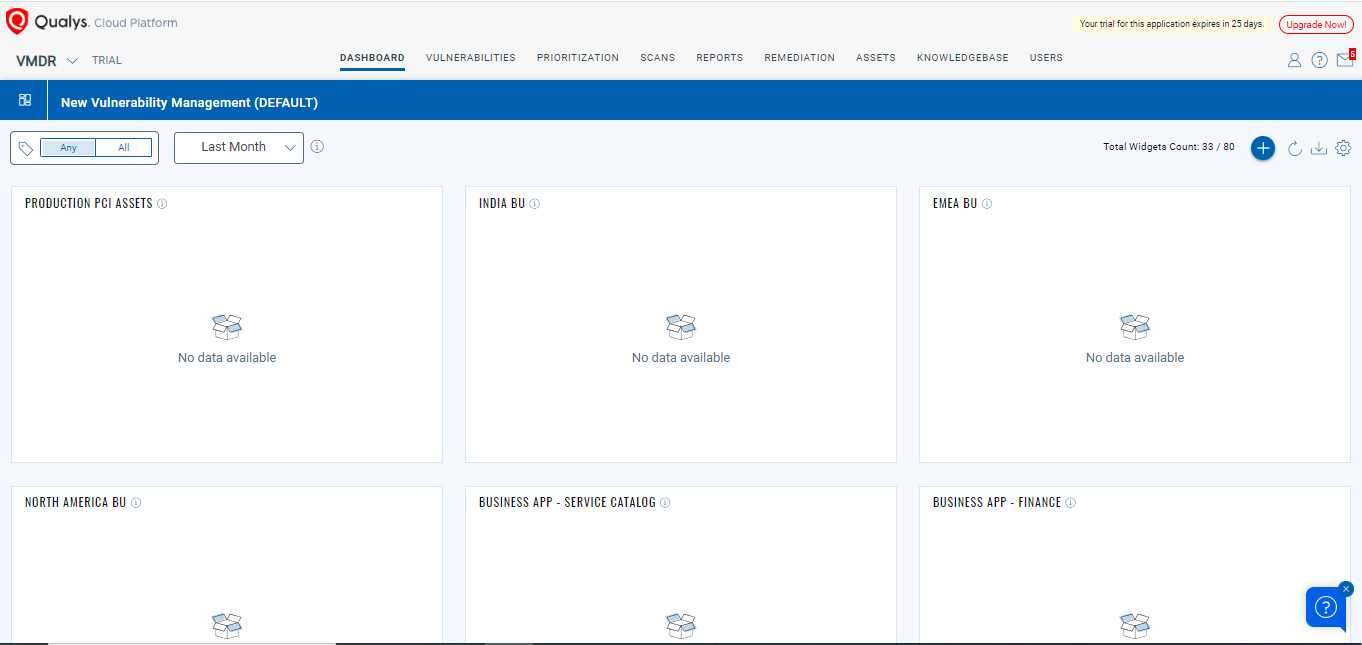 Qualys. Cloud Platform
Your trial for this application expires in 25 days. Upgrade Now!
VMDR TRIAL DASHBOARD VULNERABILITIES PRIORITIZATION SCANS REPORTS REMEDIATION ASSETS KNOWLEDGEBASE USERS ? 5
New Vulnerability Management (DEFAULT)
Any All Last Month Total Widgets Count: 33 / 80
PRODUCTION PCI ASSETS INDIA BU EMEA BU
No data available No data available No data available
NORTH AMERICA BU BUSINESS APP - SERVICE CATALOG BUSINESS APP - FINANCE
?